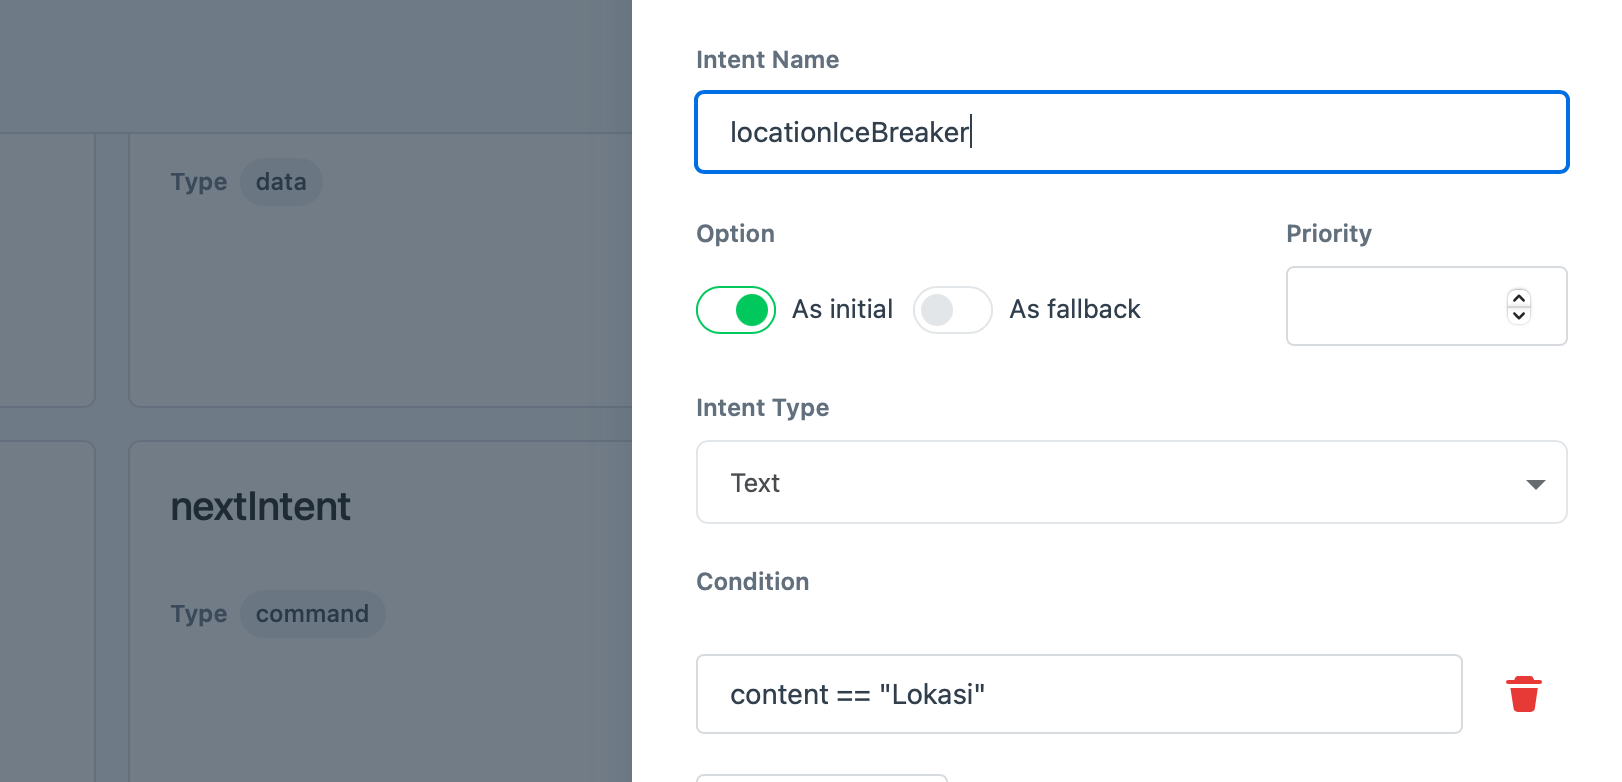 Intent Name
locationIceBreaker
Type data
Option
Priority
As initial As fallback
Intent Type
Text
nextIntent
Type command
Condition
content == "Lokasi"